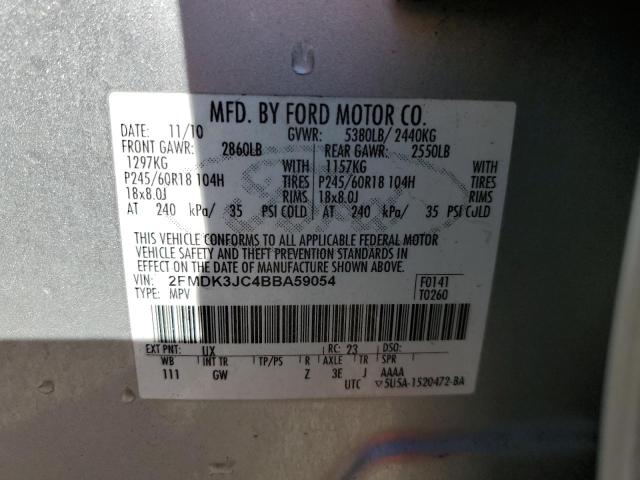 MFD. BY FORD MOTOR CO.
DATE: 11/10 GVWR: 5380LB/ 2440KG
FRONT GAWR: 2860LB REAR GAWR: 2550LB
1297KG WITH 1157KG WITH
P245/60R18 104H TIRES P245/60R18 104H TIRES
18x8.0J RIMS 18x8.0J RIMS
AT 240 kPa/ 35 PSI COLD AT 240 kPa/ 35 PSI COLD
THIS VEHICLE CONFORMS TO ALL APPLICABLE FEDERAL MOTOR
VEHICLE SAFETY AND THEFT PREVENTION STANDARDS IN
EFFECT ON THE DATE OF MANUFACTURE SHOWN ABOVE.
VIN: 2FMDK3JC4BBA59054 F0141
TYPE: MPV T0260
EXT PNT: UX RC: 23 DSO:
WB INT TR TP/PS R AXLE TR SPR
111 GW Z 3E J AAAA
UTC ▽5USA-1520472-BA